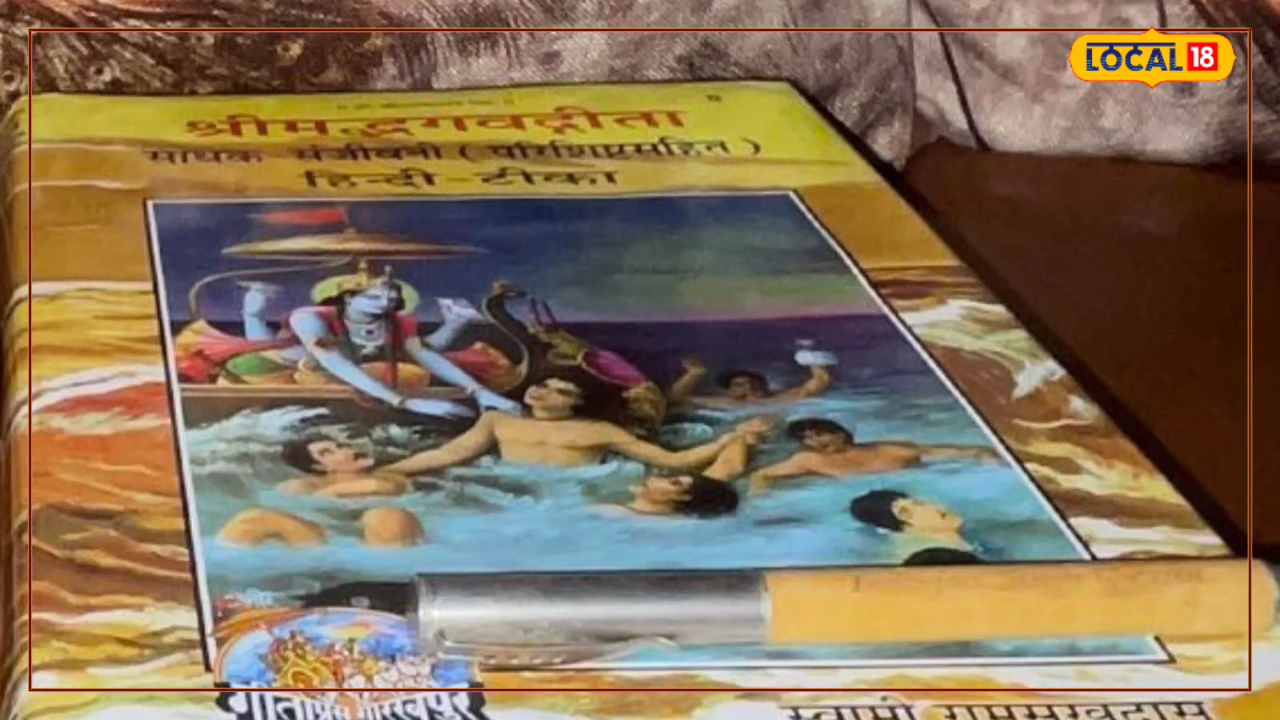 LOCAL 18
श्रीमद्भगवद्गीता
साधक-संजीवनी ( परिशिष्टसहित )
हिन्दी-टीका
गीताप्रेस गोरखपुर
स्वामी रामसुखदास